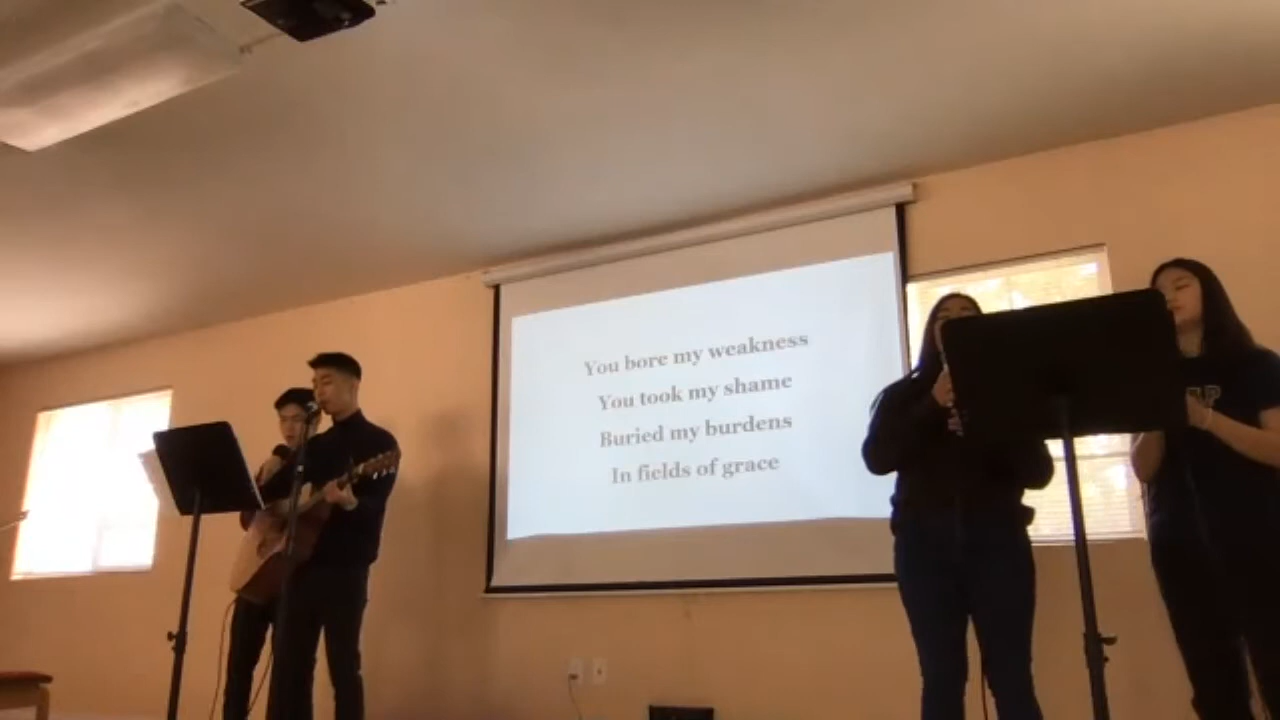 You bore my weakness
You took my shame
Buried my burdens
In fields of grace